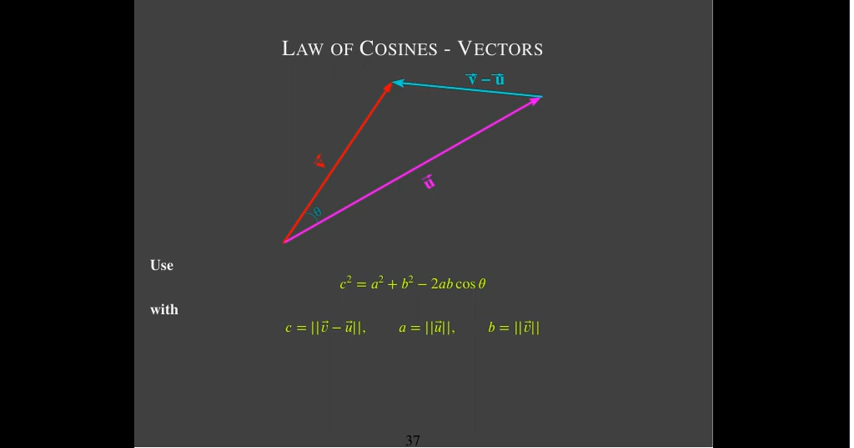 LAW OF COSINES - VECTORS
v⃗ − u⃗
v⃗
u⃗
θ
Use
c² = a² + b² − 2ab cos θ
with
c = ||v⃗ − u⃗||, a = ||u⃗||, b = ||v⃗||
37